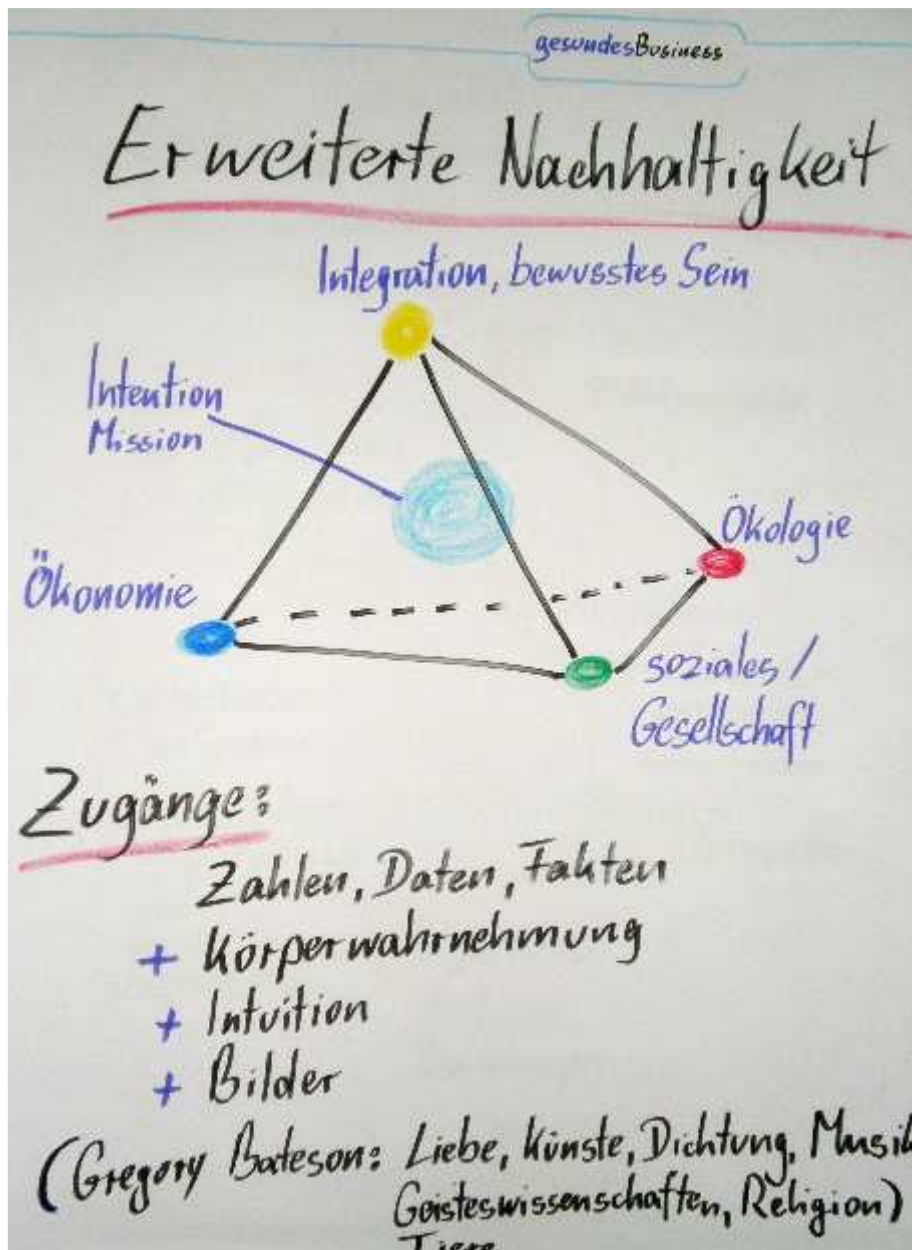 gesundesBusiness
Erweiterte Nachhaltigkeit
Integration, bewusstes Sein
Intention
Mission
Ökologie
Ökonomie
soziales /
Gesellschaft
Zugänge:
Zahlen, Daten, Fakten
+ Körperwahrnehmung
+ Intuition
+ Bilder
(Gregory Bateson: Liebe, Künste, Dichtung, Musik
Geisteswissenschaften, Religion)
Tiere